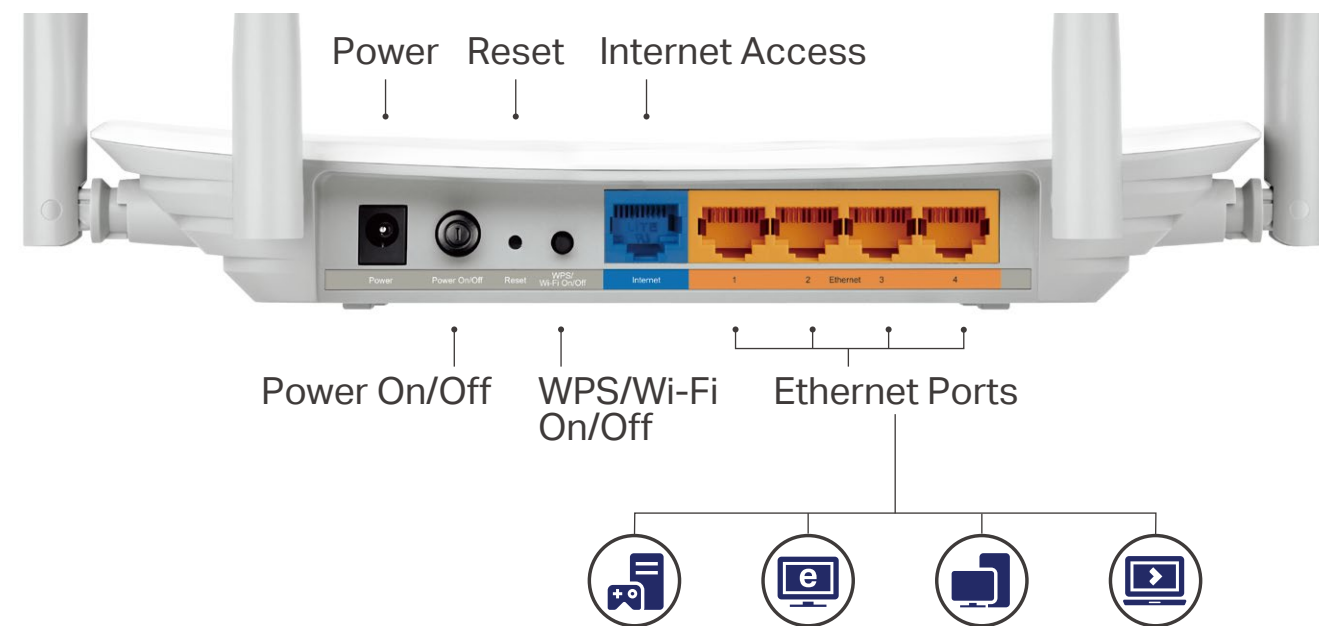 Power Reset Internet Access
Power Power On/Off Reset WPS/
Wi-Fi On/Off Internet 1 2 Ethernet 3 4
Power On/Off WPS/Wi-Fi
On/Off Ethernet Ports
e